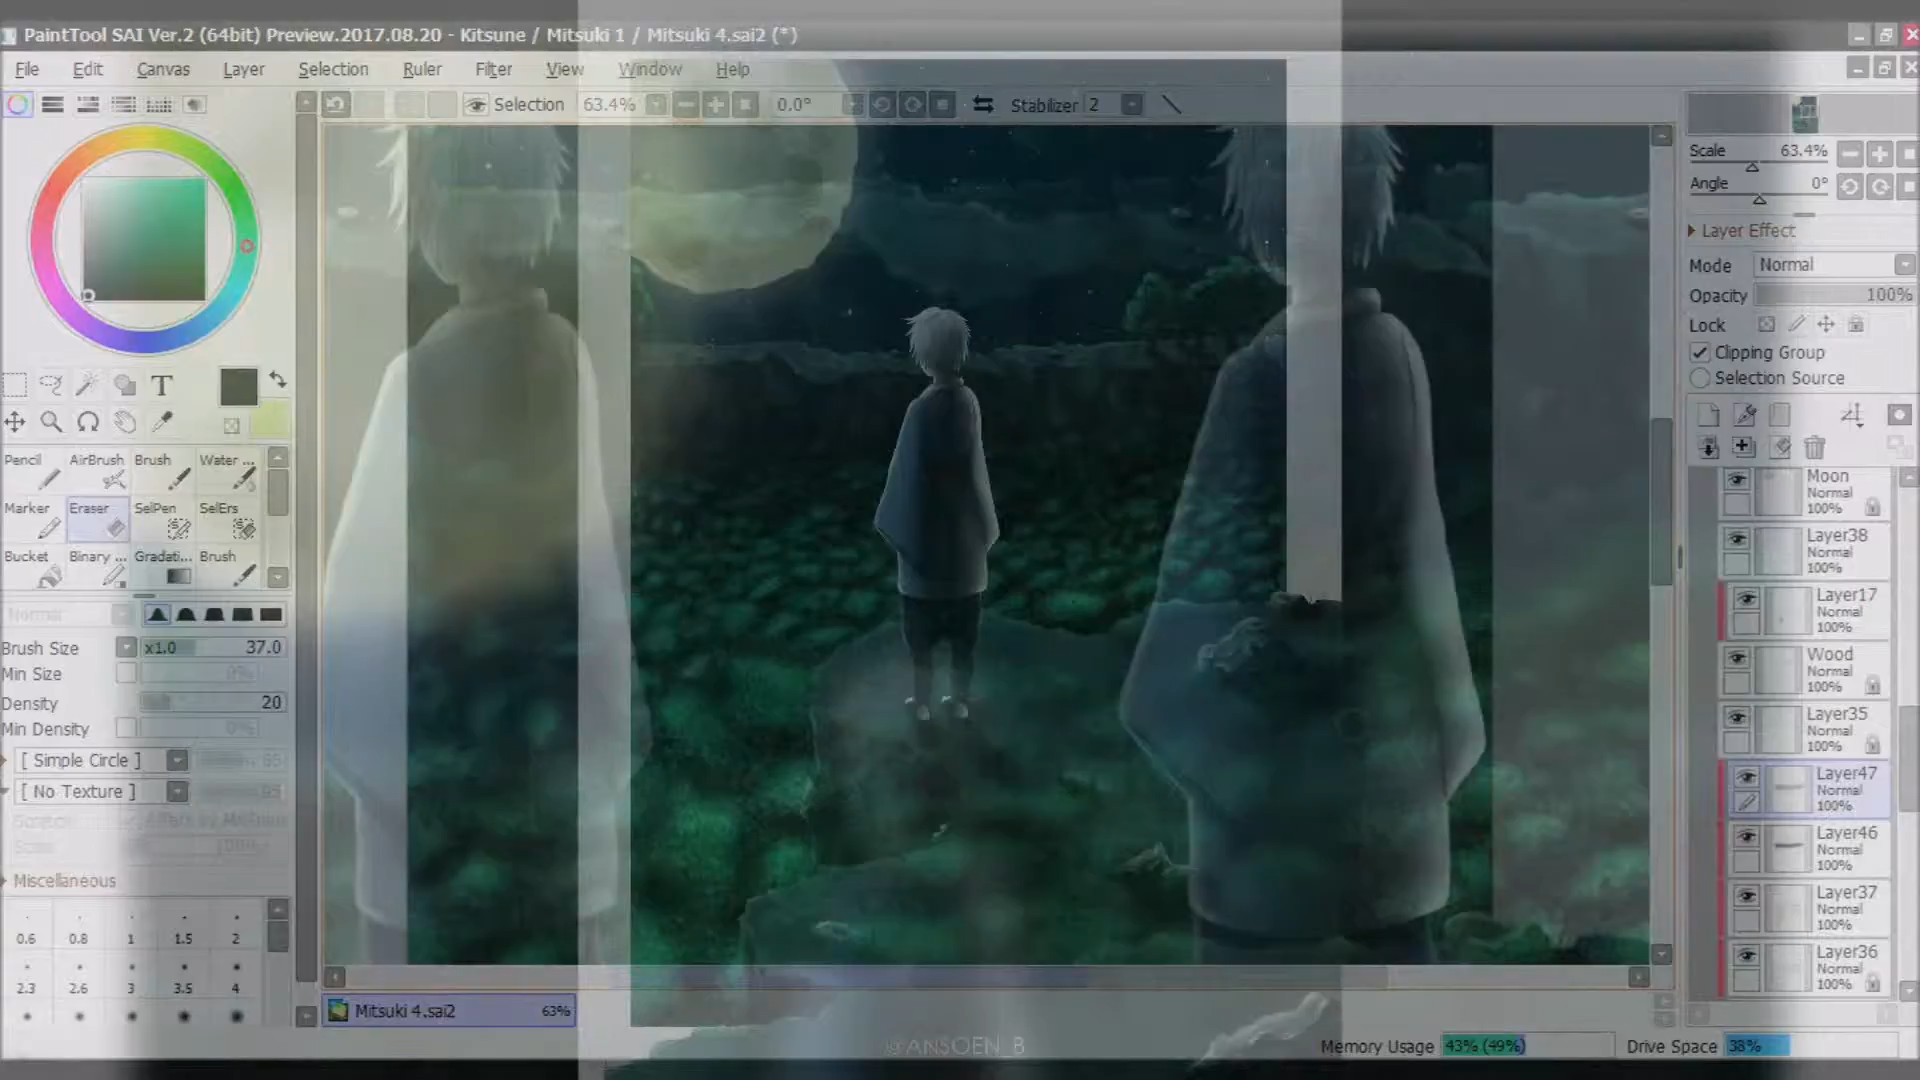 PaintTool SAI Ver.2 (64bit) Preview.2017.08.20 - Kitsune / Mitsuki 1 / Mitsuki 4.sai2 (*)
File Edit Canvas Layer Selection Ruler Filter View Window Help
Selection 63.4% 0.0° Stabilizer 2
Scale 63.4%
Angle 0°
Layer Effect
Mode Normal
Opacity 100%
Lock
Clipping Group
Selection Source
T
Pencil AirBrush Brush Water ...
Marker Eraser SelPen SelErs
Bucket Binary ... Gradati... Brush
Normal
Brush Size x1.0 37.0
Min Size 0%
Density 20
Min Density 0%
[ Simple Circle ]
[ No Texture ] 95
100%
Miscellaneous
0.6 0.8 1 1.5 2
2.3 2.6 3 3.5 4
Moon
Normal
100%
Layer38
Normal
100%
Layer17
Normal
100%
Wood
Normal
100%
Layer35
Normal
100%
Layer47
Normal
100%
Layer46
Normal
100%
Layer37
Normal
100%
Layer36
Normal
100%
Mitsuki 4.sai2 63%
@ANSOEN_B
Memory Usage 43% (49%) Drive Space 38%